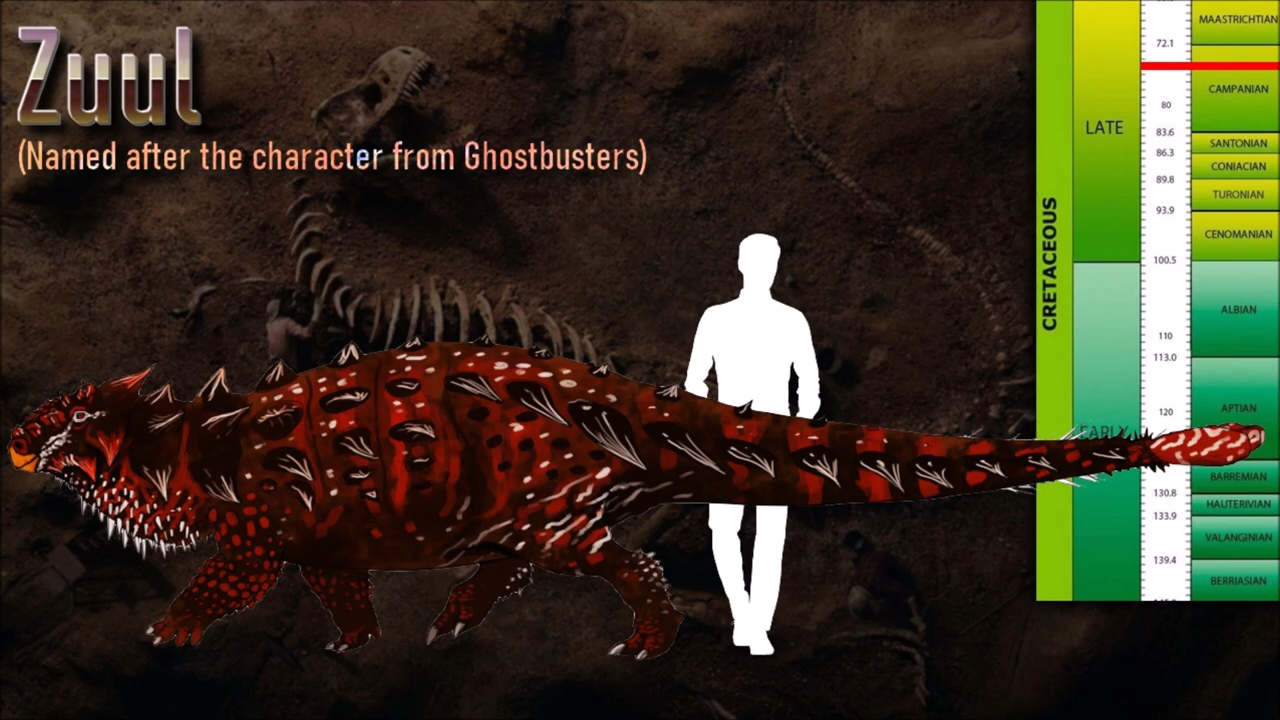 Zuul
(Named after the character from Ghostbusters)
CRETACEOUS
LATE
EARLY
72.1
80
83.6
86.3
89.8
93.9
100.5
110
113.0
120
130.8
133.9
139.4
MAASTRICHTIAN
CAMPANIAN
SANTONIAN
CONIACIAN
TURONIAN
CENOMANIAN
ALBIAN
APTIAN
BARREMIAN
HAUTERIVIAN
VALANGINIAN
BERRIASIAN